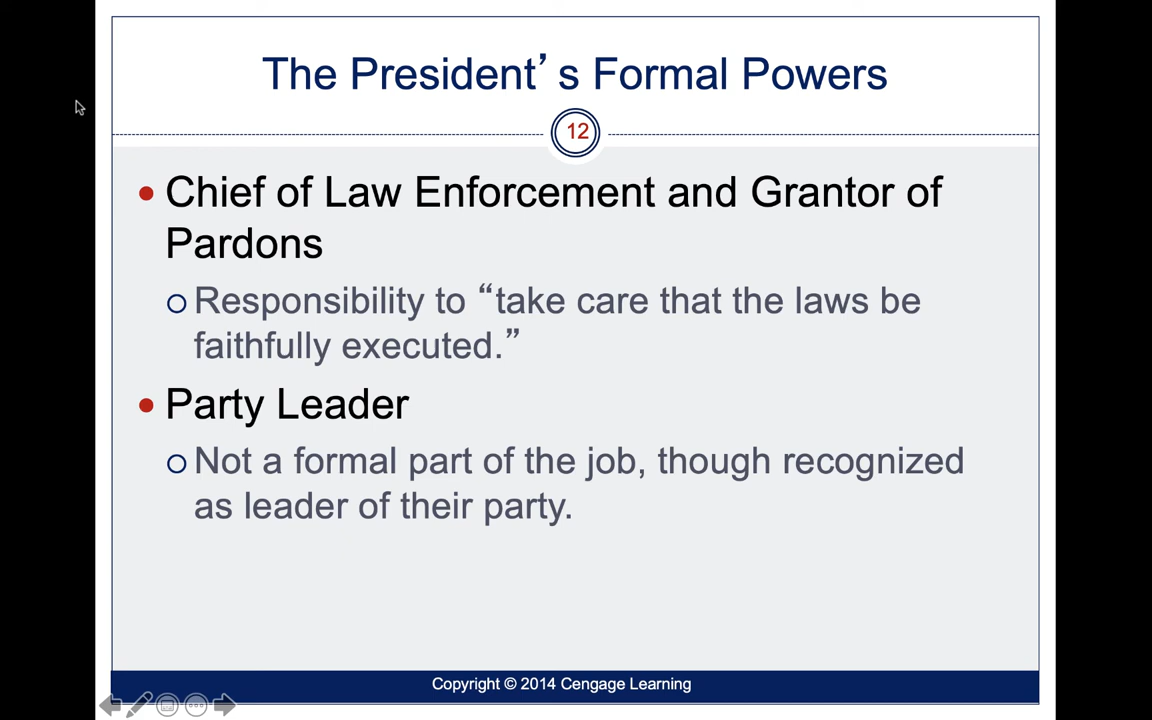 The President’s Formal Powers
12
• Chief of Law Enforcement and Grantor of
Pardons
○ Responsibility to “take care that the laws be
faithfully executed.”
• Party Leader
○ Not a formal part of the job, though recognized
as leader of their party.
Copyright © 2014 Cengage Learning